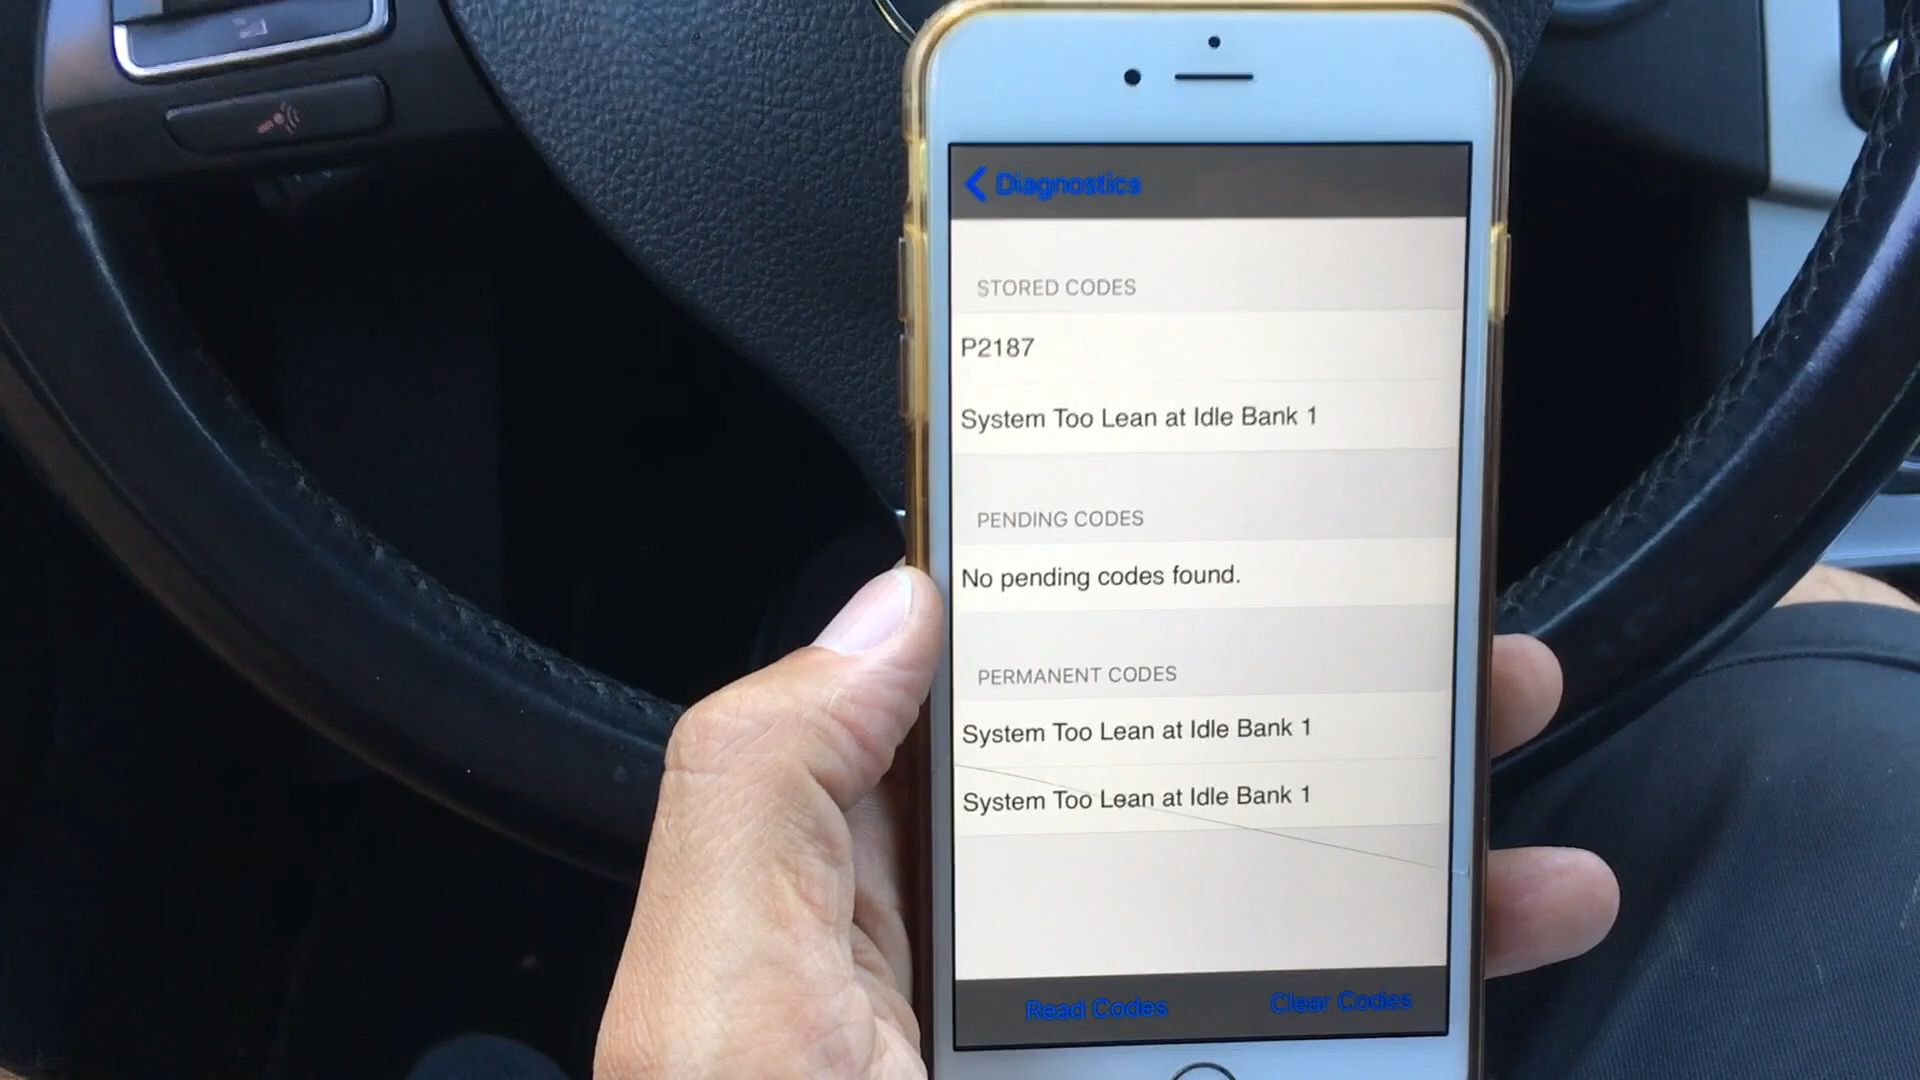 Diagnostics
STORED CODES
P2187
System Too Lean at Idle Bank 1
PENDING CODES
No pending codes found.
PERMANENT CODES
System Too Lean at Idle Bank 1
System Too Lean at Idle Bank 1
Read Codes
Clear Codes